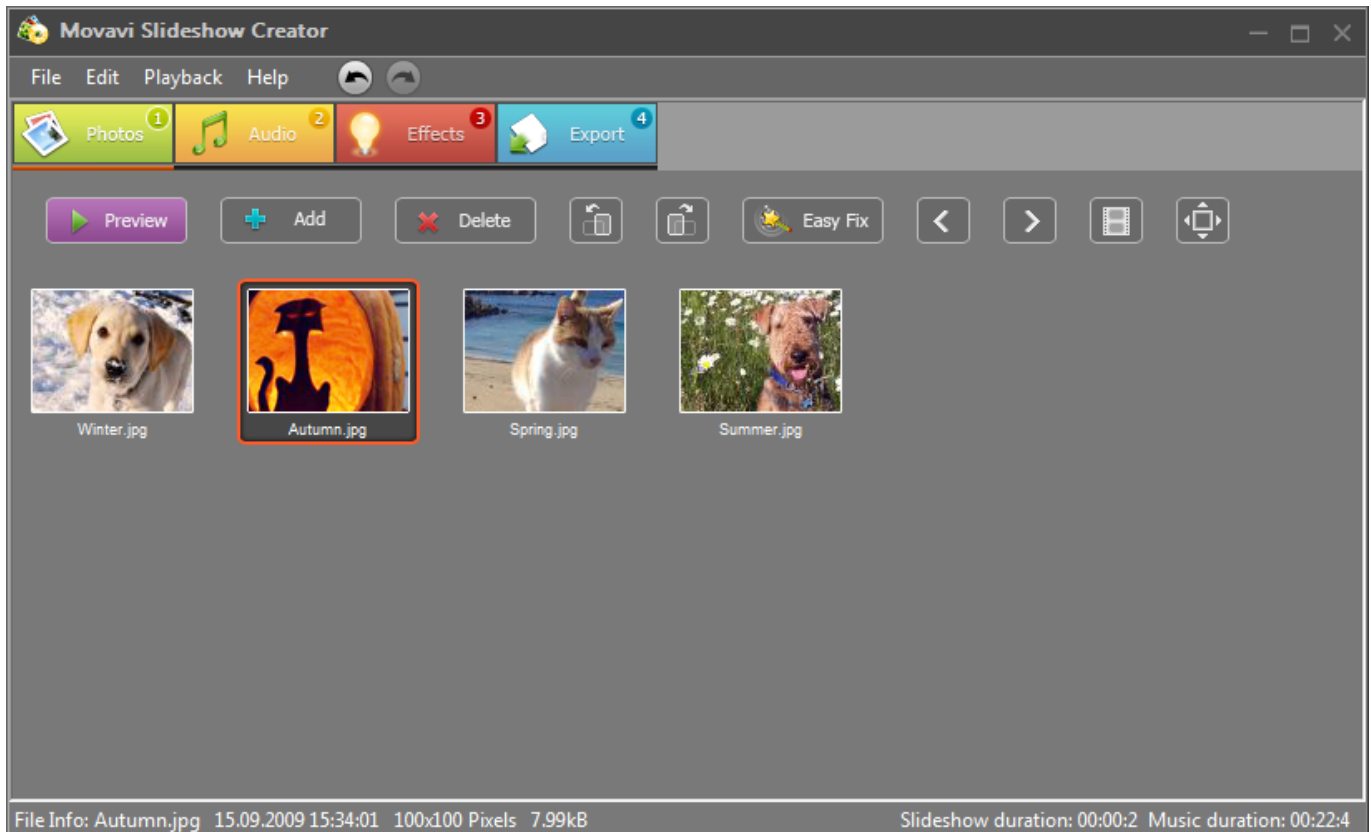 Movavi Slideshow Creator
File Edit Playback Help
Photos 1 Audio 2 Effects 3 Export 4
Preview Add Delete Easy Fix
Winter.jpg Autumn.jpg Spring.jpg Summer.jpg
File Info: Autumn.jpg 15.09.2009 15:34:01 100x100 Pixels 7.99kB Slideshow duration: 00:00:2 Music duration: 00:22:4